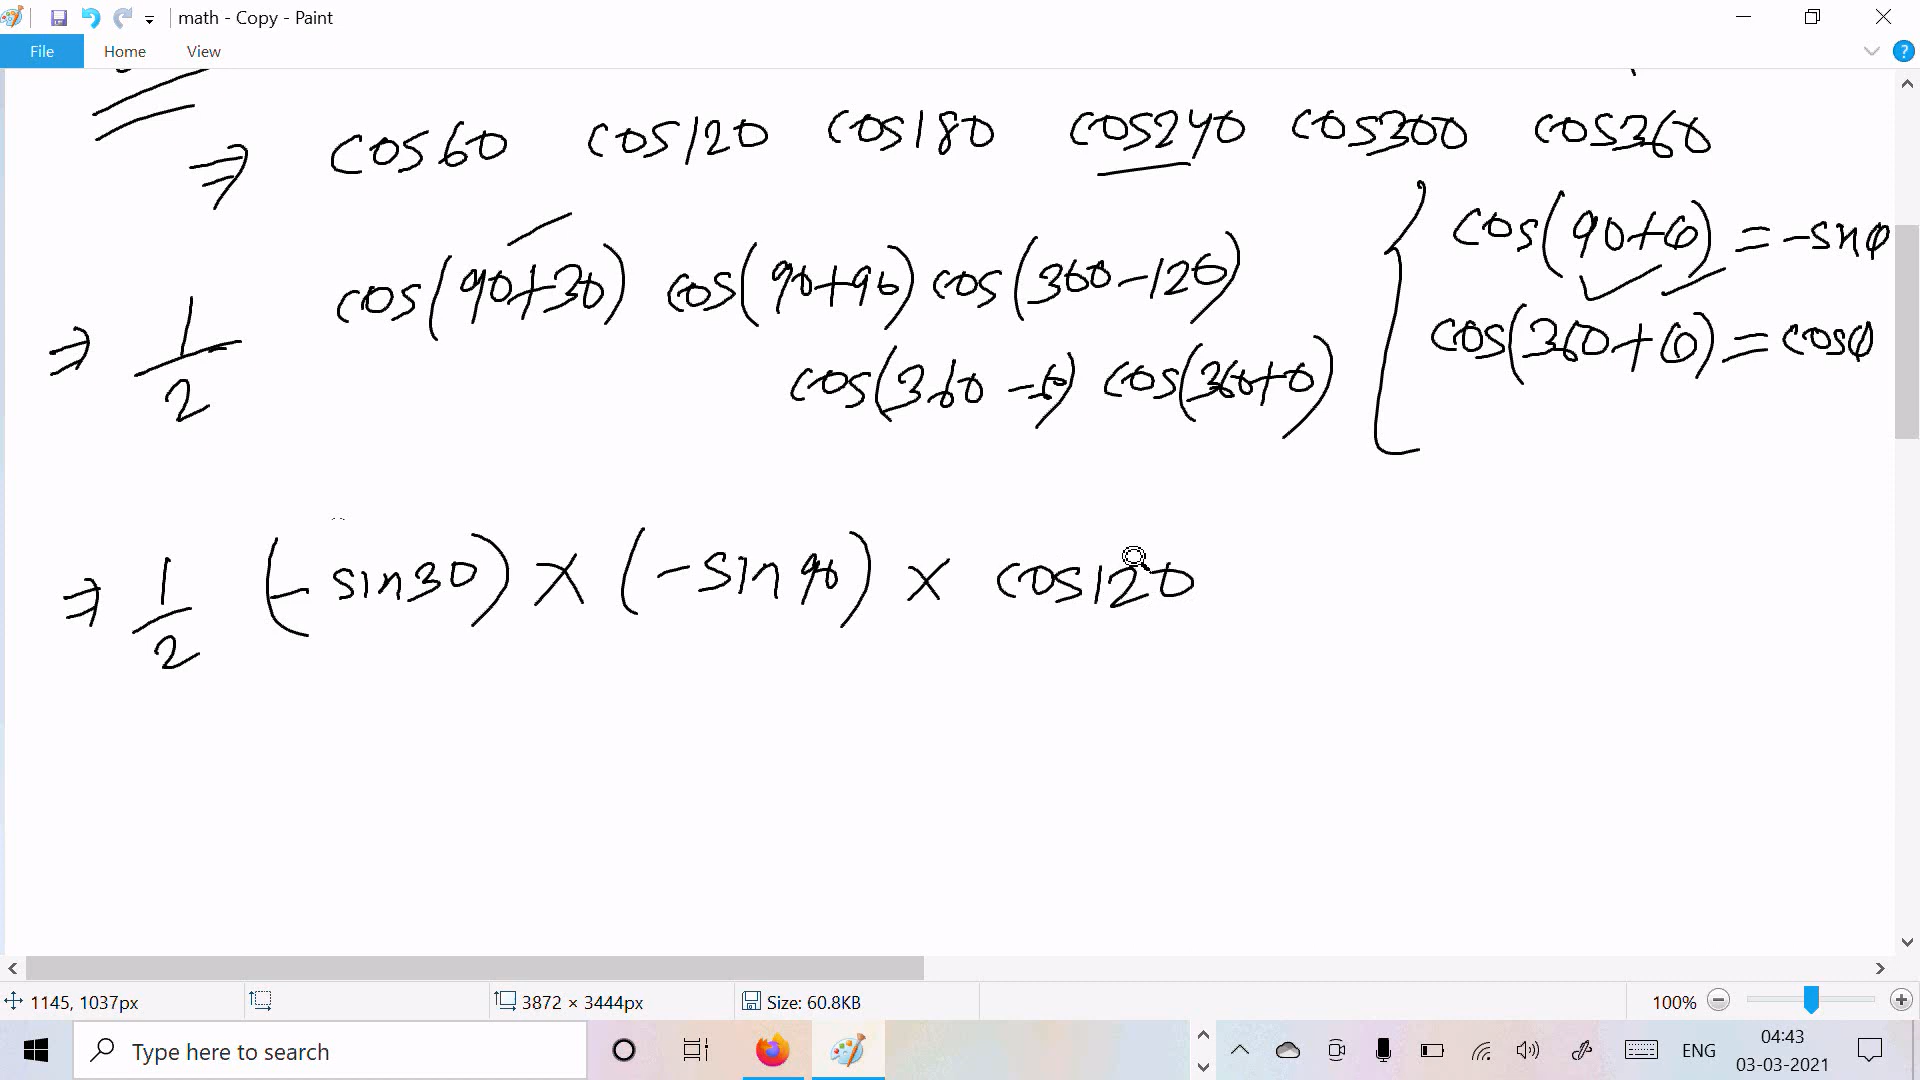 math - Copy - Paint
File Home View
⇒ cos60 cos120 cos180 cos240 cos300 cos360
cos(90+θ) = -sinθ
⇒ 1/2 cos(90+30) cos(90+90) cos(360-120)
cos(360+θ) = cosθ
cos(360-θ) cos(360+0)
⇒ 1/2 (-sin30) × (-sin90) × cos120
1145, 1037px 3872 × 3444px Size: 60.8KB 100%
Type here to search ENG 04:43
03-03-2021